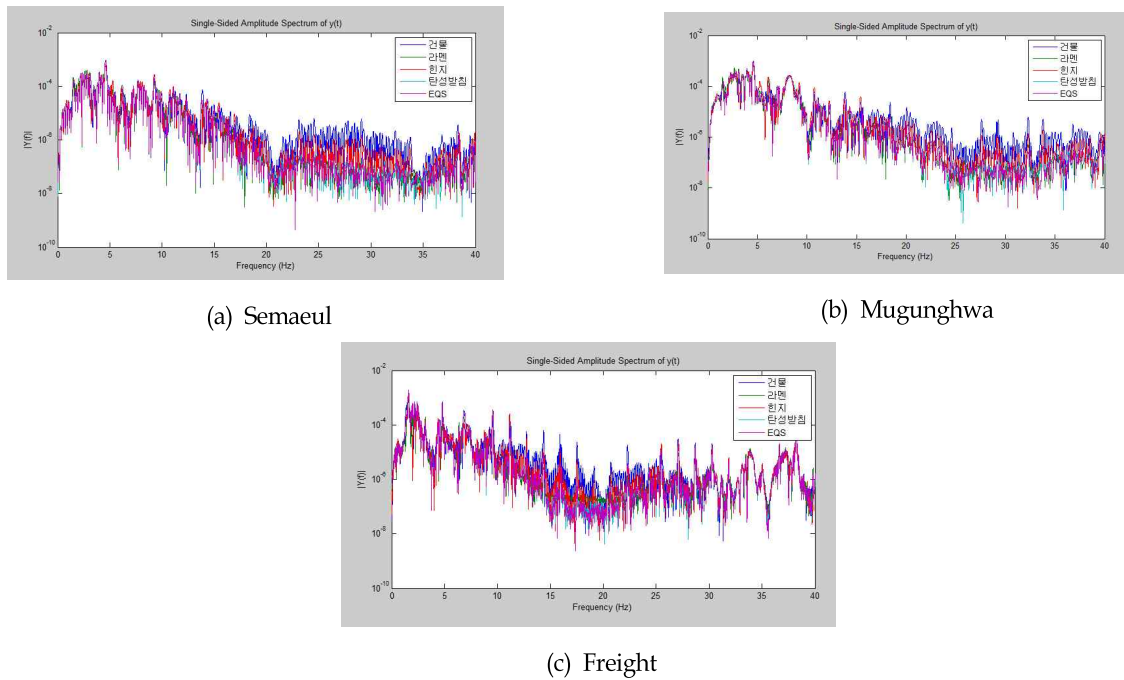 Single-Sided Amplitude Spectrum of y(t)
10^-2
10^-4
10^-6
10^-8
10^-10
|Y(f)|
0 5 10 15 20 25 30 35 40
Frequency (Hz)
건물
라멘
힌지
탄성받침
EQS
(a) Semaeul
Single-Sided Amplitude Spectrum of y(t)
10^-2
10^-4
10^-6
10^-8
10^-10
|Y(f)|
0 5 10 15 20 25 30 35 40
Frequency (Hz)
건물
라멘
힌지
탄성받침
EQS
(b) Mugunghwa
Single-Sided Amplitude Spectrum of y(t)
10^-2
10^-4
10^-6
10^-8
10^-10
|Y(f)|
0 5 10 15 20 25 30 35 40
Frequency (Hz)
건물
라멘
힌지
탄성받침
EQS
(c) Freight